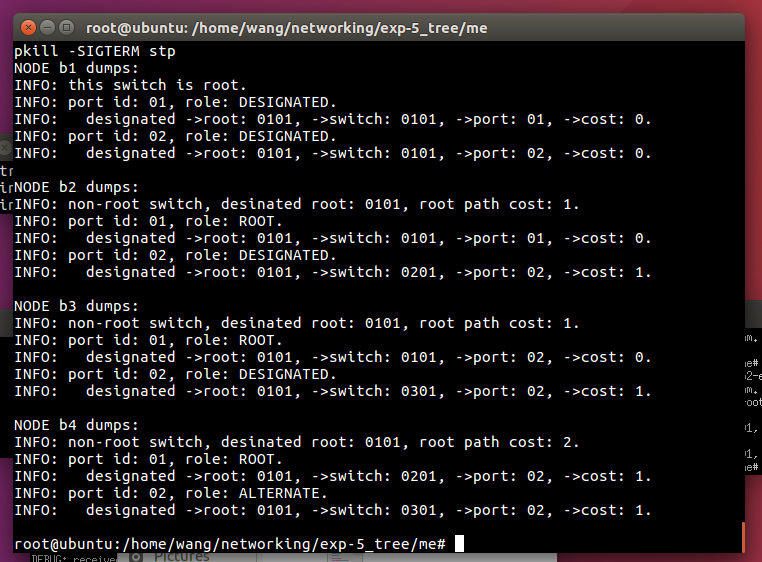 root@ubuntu: /home/wang/networking/exp-5_tree/me
pkill -SIGTERM stp
NODE b1 dumps:
INFO: this switch is root.
INFO: port id: 01, role: DESIGNATED.
INFO:   designated ->root: 0101, ->switch: 0101, ->port: 01, ->cost: 0.
INFO: port id: 02, role: DESIGNATED.
INFO:   designated ->root: 0101, ->switch: 0101, ->port: 02, ->cost: 0.
NODE b2 dumps:
INFO: non-root switch, desinated root: 0101, root path cost: 1.
INFO: port id: 01, role: ROOT.
INFO:   designated ->root: 0101, ->switch: 0101, ->port: 01, ->cost: 0.
INFO: port id: 02, role: DESIGNATED.
INFO:   designated ->root: 0101, ->switch: 0201, ->port: 02, ->cost: 1.
NODE b3 dumps:
INFO: non-root switch, desinated root: 0101, root path cost: 1.
INFO: port id: 01, role: ROOT.
INFO:   designated ->root: 0101, ->switch: 0101, ->port: 02, ->cost: 0.
INFO: port id: 02, role: DESIGNATED.
INFO:   designated ->root: 0101, ->switch: 0301, ->port: 02, ->cost: 1.
NODE b4 dumps:
INFO: non-root switch, desinated root: 0101, root path cost: 2.
INFO: port id: 01, role: ROOT.
INFO:   designated ->root: 0101, ->switch: 0201, ->port: 02, ->cost: 1.
INFO: port id: 02, role: ALTERNATE.
INFO:   designated ->root: 0101, ->switch: 0301, ->port: 02, ->cost: 1.
root@ubuntu:/home/wang/networking/exp-5_tree/me#
DEBUG: received
Pictures